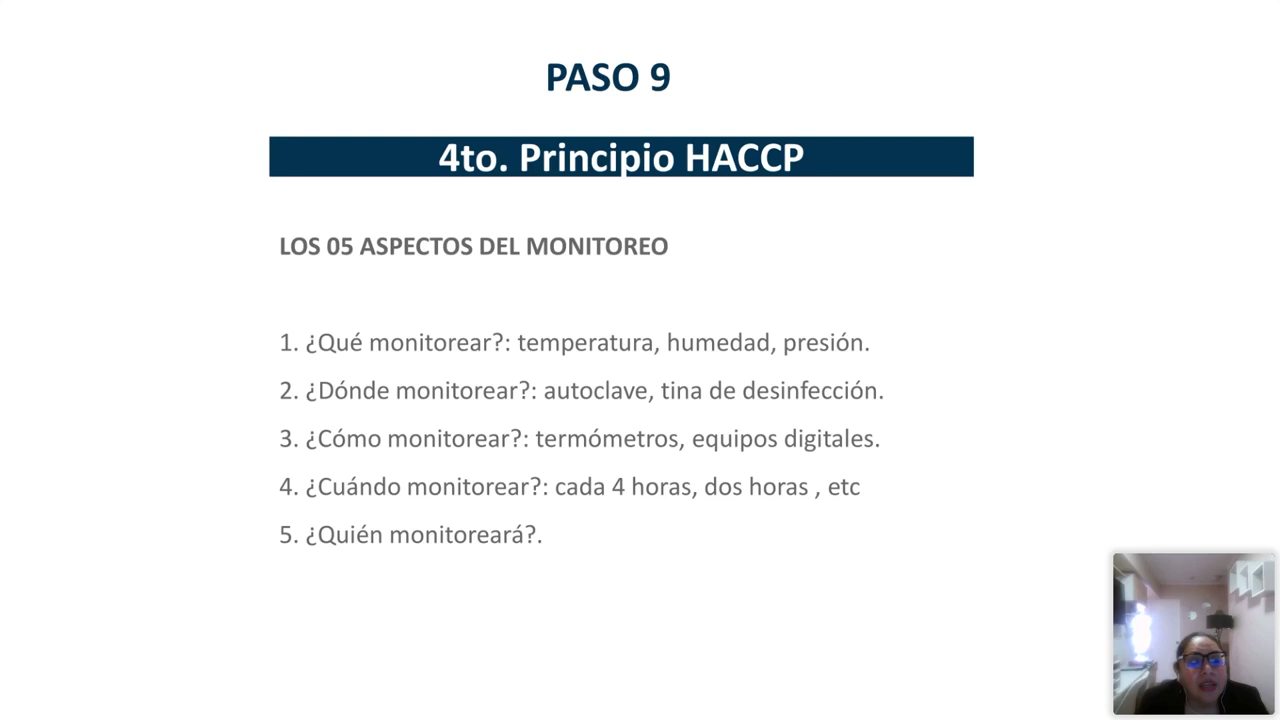 PASO 9
4to. Principio HACCP
LOS 05 ASPECTOS DEL MONITOREO
1. ¿Qué monitorear?: temperatura, humedad, presión.
2. ¿Dónde monitorear?: autoclave, tina de desinfección.
3. ¿Cómo monitorear?: termómetros, equipos digitales.
4. ¿Cuándo monitorear?: cada 4 horas, dos horas , etc
5. ¿Quién monitoreará?.